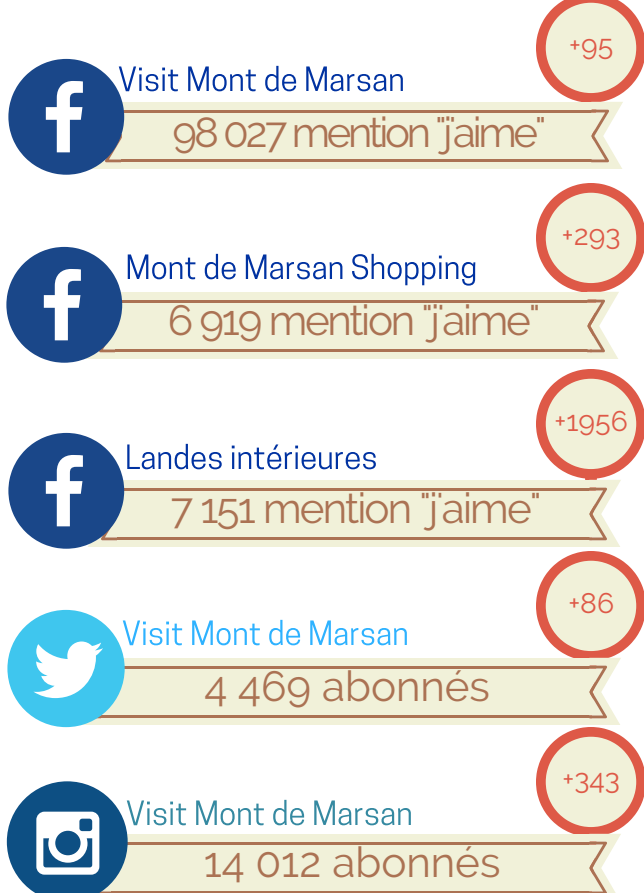 +95
Visit Mont de Marsan
98 027 mention "j'aime"
+293
Mont de Marsan Shopping
6 919 mention "j'aime"
+1956
Landes intérieures
7 151 mention "j'aime"
+86
Visit Mont de Marsan
4 469 abonnés
+343
Visit Mont de Marsan
14 012 abonnés